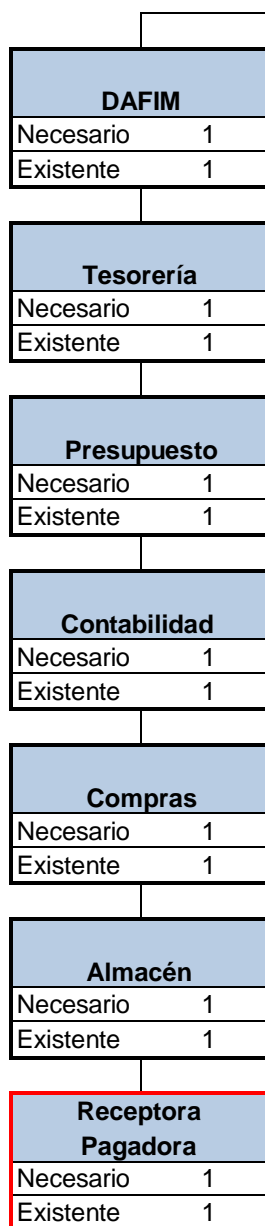 DAFIM
Necesario 1
Existente 1
Tesorería
Necesario 1
Existente 1
Presupuesto
Necesario 1
Existente 1
Contabilidad
Necesario 1
Existente 1
Compras
Necesario 1
Existente 1
Almacén
Necesario 1
Existente 1
Receptora
Pagadora
Necesario 1
Existente 1